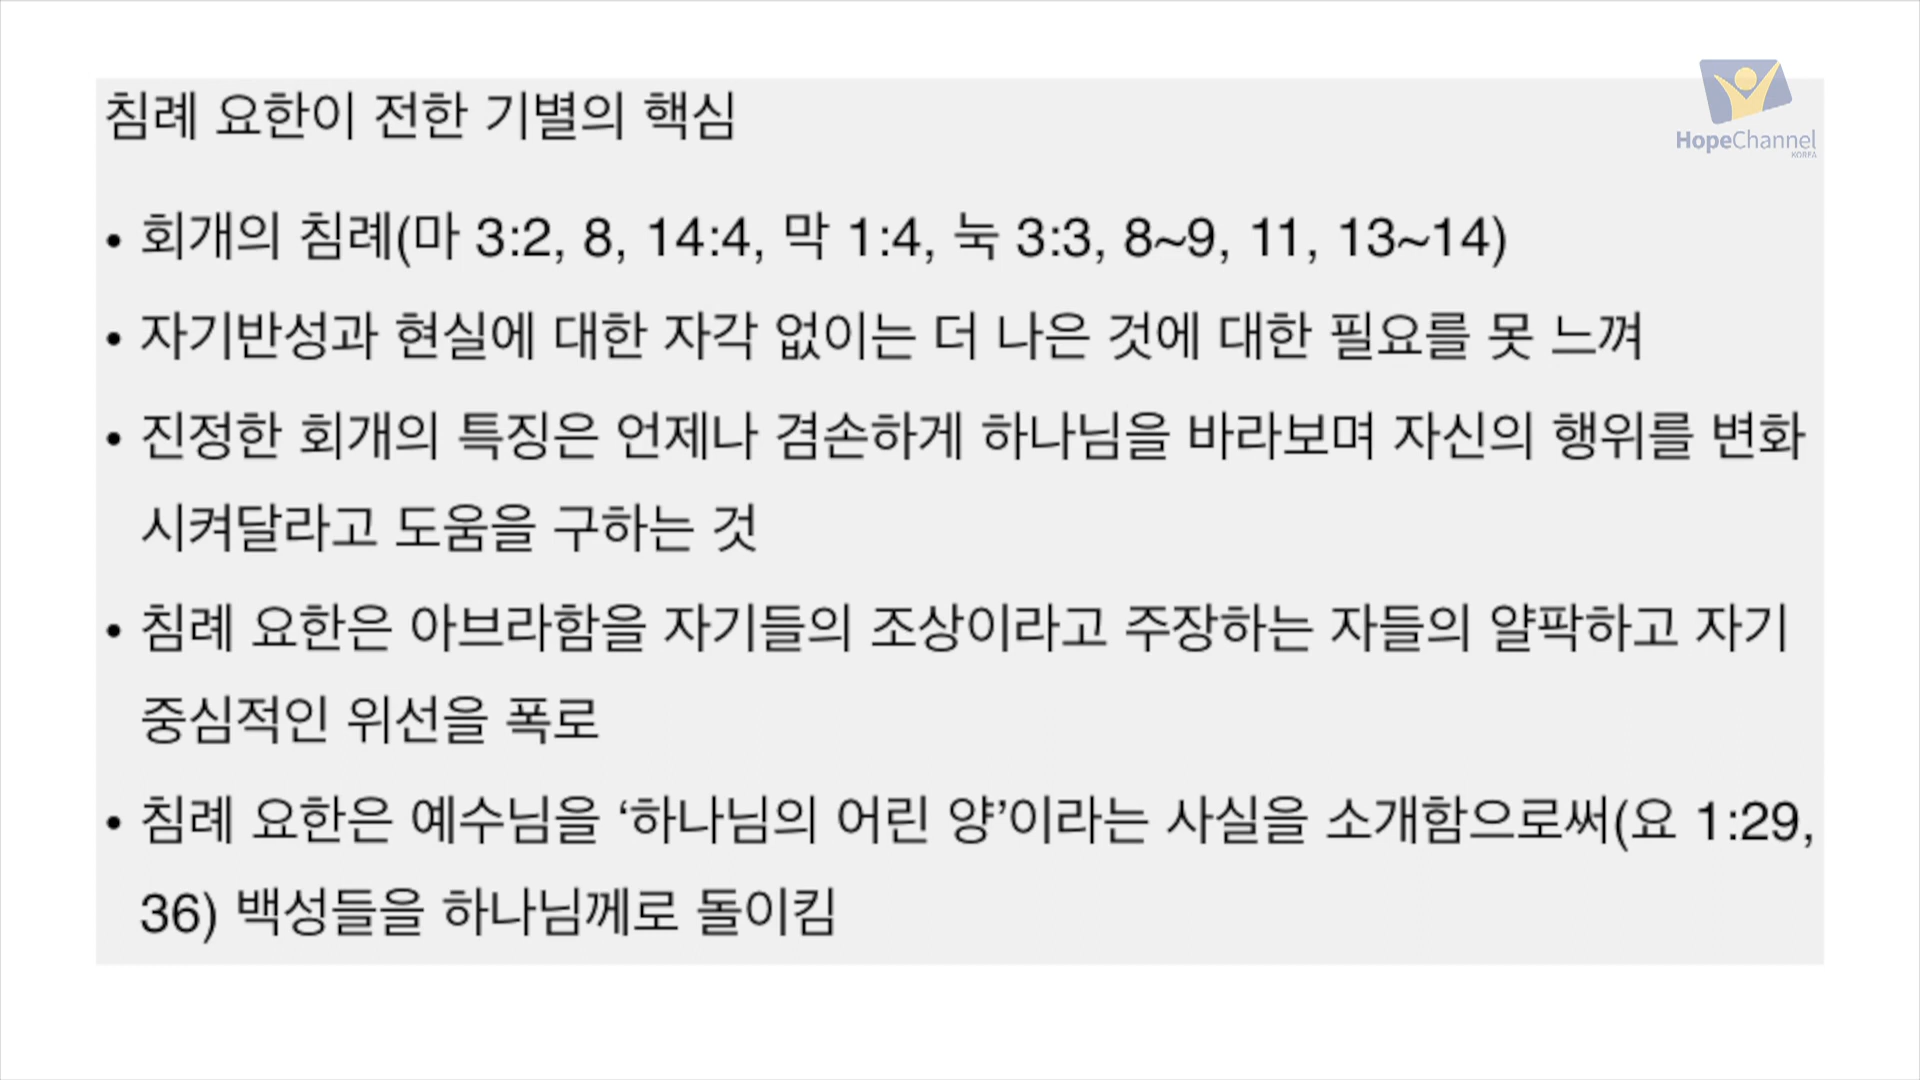 침례 요한이 전한 기별의 핵심
HopeChannel
KOREA
• 회개의 침례(마 3:2, 8, 14:4, 막 1:4, 눅 3:3, 8~9, 11, 13~14)
• 자기반성과 현실에 대한 자각 없이는 더 나은 것에 대한 필요를 못 느껴
• 진정한 회개의 특징은 언제나 겸손하게 하나님을 바라보며 자신의 행위를 변화
시켜달라고 도움을 구하는 것
• 침례 요한은 아브라함을 자기들의 조상이라고 주장하는 자들의 얄팍하고 자기
중심적인 위선을 폭로
• 침례 요한은 예수님을 ‘하나님의 어린 양’이라는 사실을 소개함으로써(요 1:29,
36) 백성들을 하나님께로 돌이킴